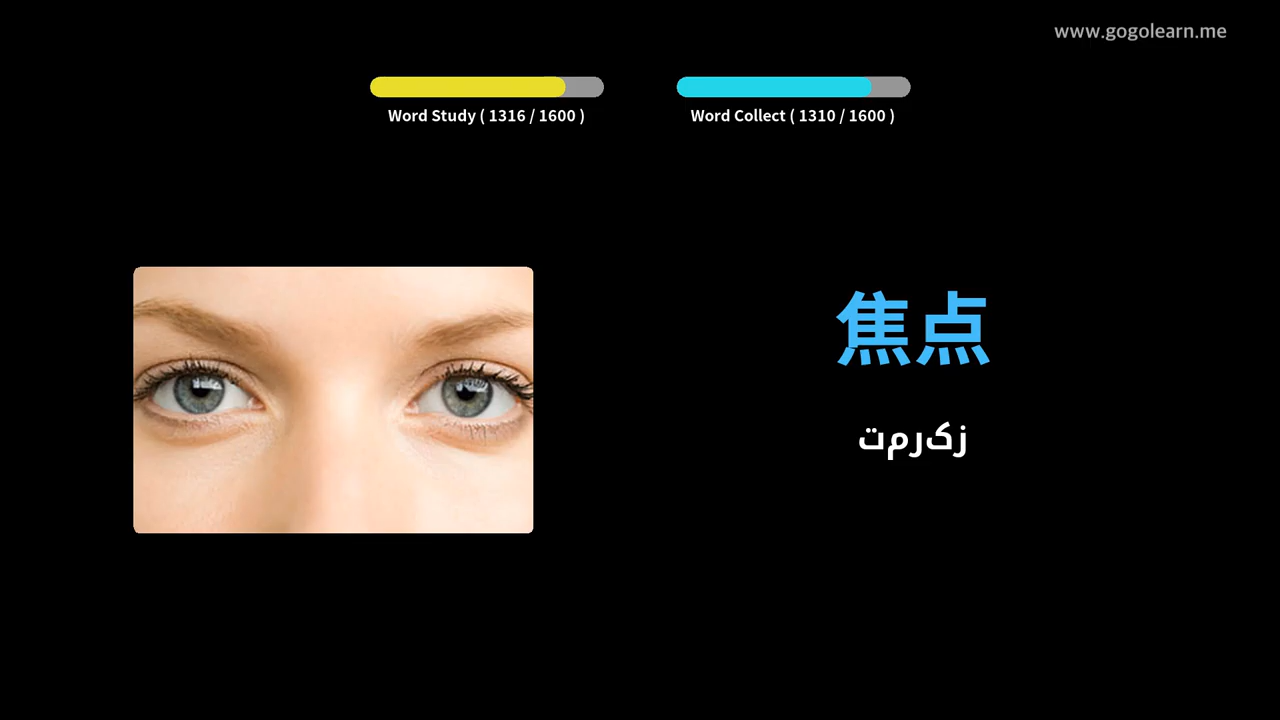 www.gogolearn.me
Word Study ( 1316 / 1600 )
Word Collect ( 1310 / 1600 )
焦点
زکرمت